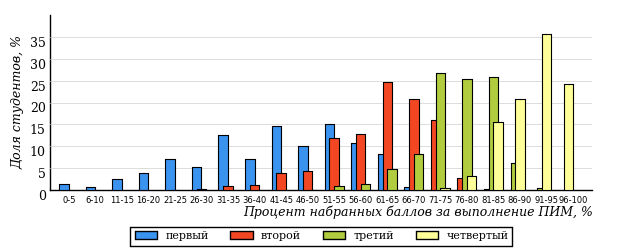 Доля студентов, %
35
30
25
20
15
10
5
0
0-5 6-10 11-15 16-20 21-25 26-30 31-35 36-40 41-45 46-50 51-55 56-60 61-65 66-70 71-75 76-80 81-85 86-90 91-95 96-100
Процент набранных баллов за выполнение ПИМ, %
первый второй третий четвертый